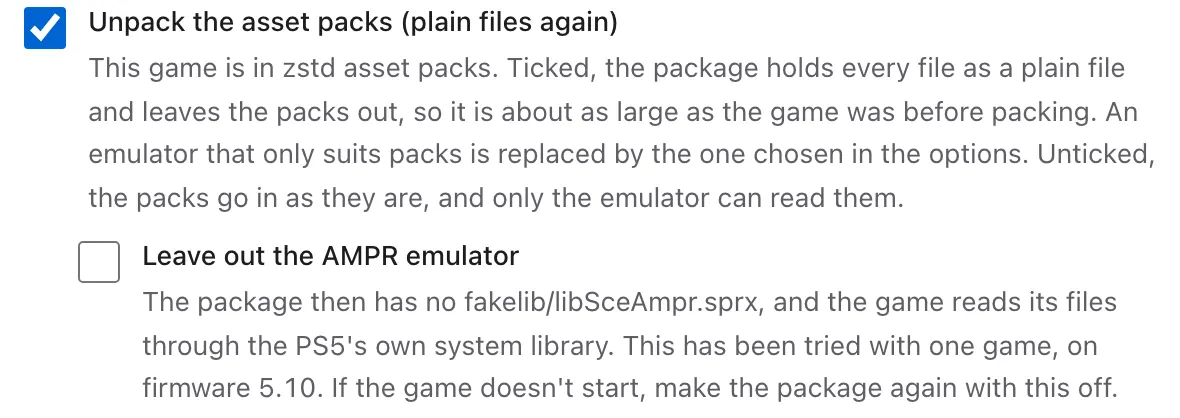 Unpack the asset packs (plain files again)
This game is in zstd asset packs. Ticked, the package holds every file as a plain file
and leaves the packs out, so it is about as large as the game was before packing. An
emulator that only suits packs is replaced by the one chosen in the options. Unticked,
the packs go in as they are, and only the emulator can read them.
Leave out the AMPR emulator
The package then has no fakelib/libSceAmpr.sprx, and the game reads its files
through the PS5's own system library. This has been tried with one game, on
firmware 5.10. If the game doesn't start, make the package again with this off.